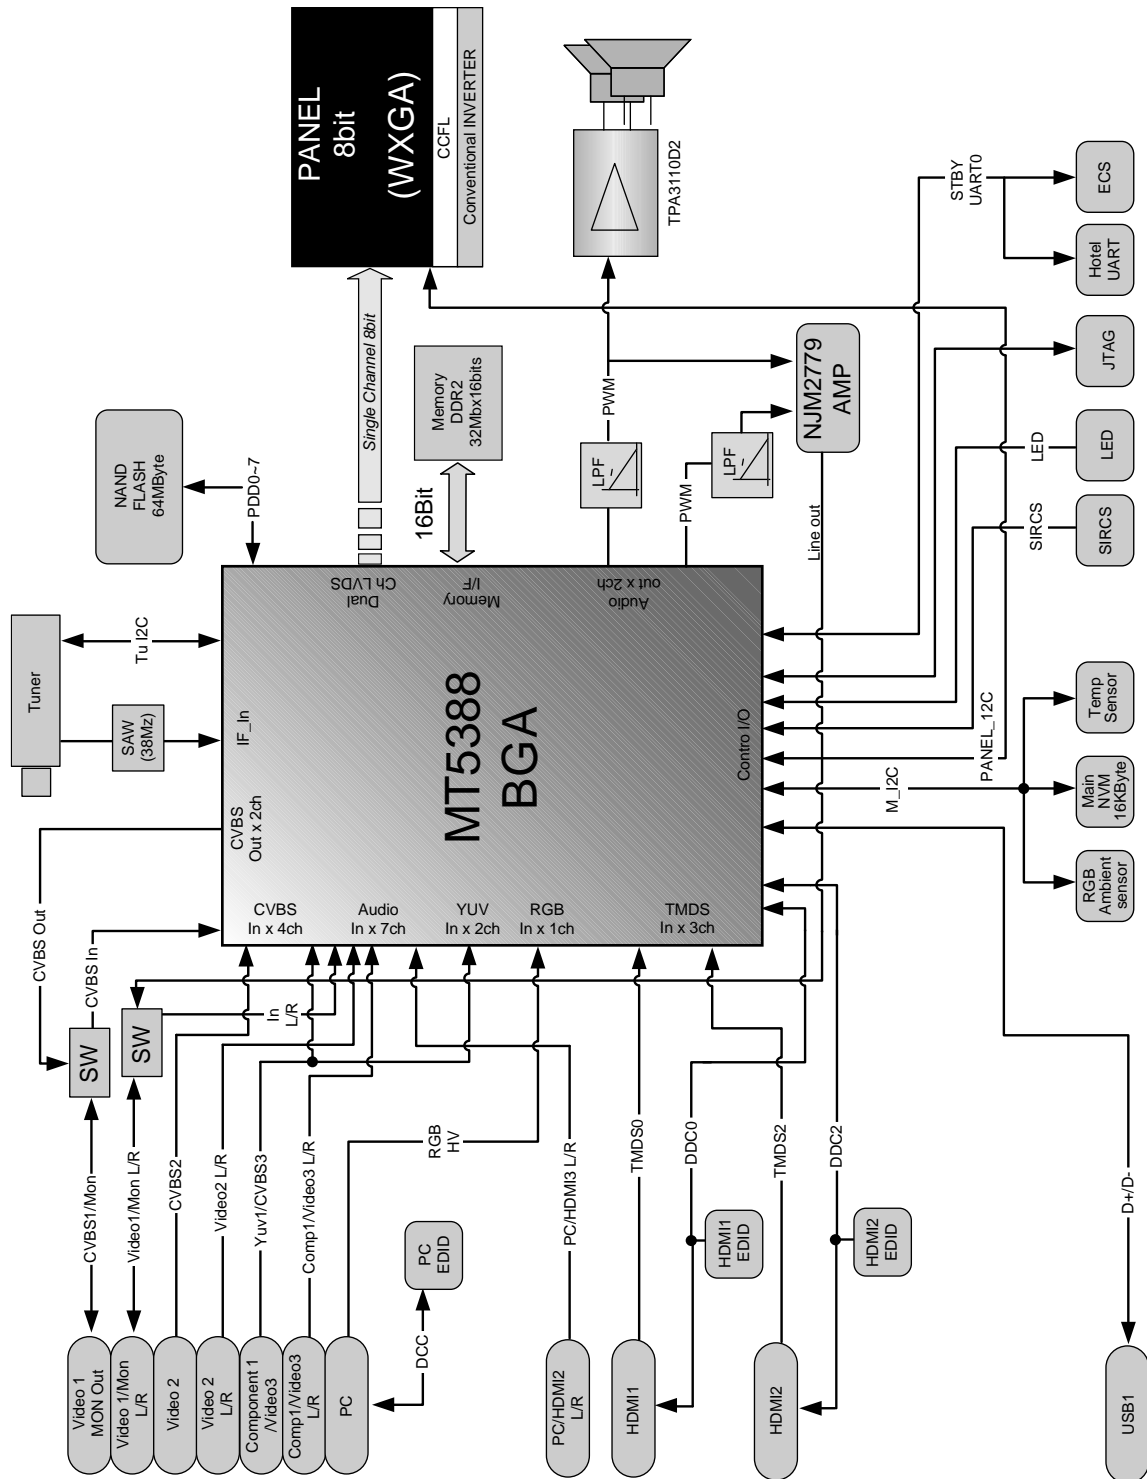 PANEL
8bit
(WXGA)
CCFL
Conventional INVERTER
TPA3110D2
STBY
UART0
ECS
Hotel
UART
JTAG
LED
LED
SIRCS
SIRCS
NJM2779
AMP
PWM
LPF
PWM
LPF
Line out
Single Channel 8bit
Memory
DDR2
32Mbx16bits
16Bit
NAND
FLASH
64MByte
PDD0~7
Tuner
Tu I2C
SAW
(38Mz)
IF_In
Dual
Ch LVDS
Memory
I/F
Audio
out x 2ch
MT5388
BGA
Contro I/O
CVBS
Out x 2ch
CVBS
In x 4ch
Audio
In x 7ch
YUV
In x 2ch
RGB
In x 1ch
TMDS
In x 3ch
PANEL_12C
M_I2C
Temp
Sensor
Main
NVM
16KByte
RGB
Ambient
sensor
CVBS Out
CVBS In
SW
SW
In
L/R
CVBS1/Mon
Video1/Mon L/R
CVBS2
Video2 L/R
Yuv1/CVBS3
Comp1/Video3 L/R
RGB
HV
PC/HDMI3 L/R
TMDS0
DDC0
TMDS2
DDC2
D+/D-
PC
EDID
DCC
HDMI1
EDID
HDMI2
EDID
Video 1
MON Out
Video 1/Mon
L/R
Video 2
Video 2
L/R
Component 1
/Video3
Comp1/Video3
L/R
PC
PC/HDMI2
L/R
HDMI1
HDMI2
USB1